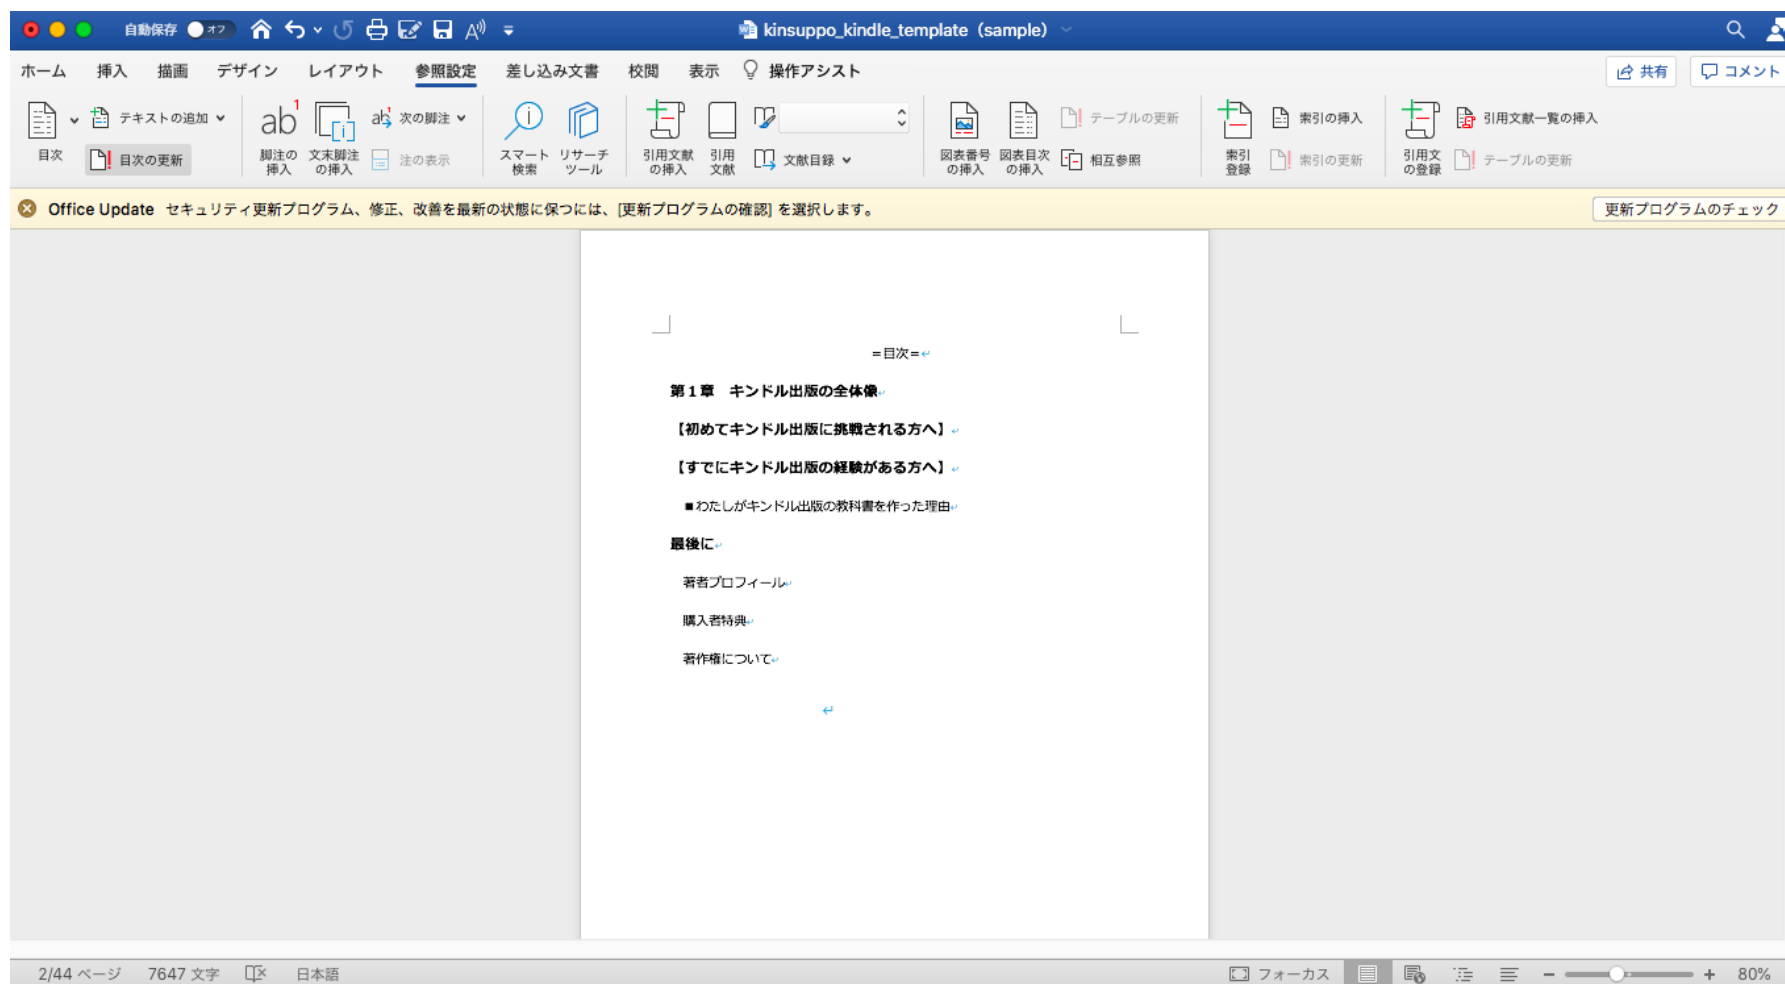 自動保存 オフ
kinsuppo_kindle_template（sample）
ホーム 挿入 描画 デザイン レイアウト 参照設定 差し込み文書 校閲 表示 操作アシスト 共有 コメント
目次
テキストの追加
目次の更新
脚注の
挿入
文末脚注
の挿入
次の脚注
注の表示
スマート
検索
リサーチ
ツール
引用文献
の挿入
引用
文献
文献目録
図表番号
の挿入
図表目次
の挿入
テーブルの更新
相互参照
索引
登録
索引の挿入
索引の更新
引用文
の登録
引用文献一覧の挿入
テーブルの更新
Office Update セキュリティ更新プログラム、修正、改善を最新の状態に保つには、[更新プログラムの確認] を選択します。 更新プログラムのチェック
＝目次＝
第１章　キンドル出版の全体像
【初めてキンドル出版に挑戦される方へ】
【すでにキンドル出版の経験がある方へ】
■わたしがキンドル出版の教科書を作った理由
最後に
著者プロフィール
購入者特典
著作権について
2/44 ページ 7647 文字 日本語 フォーカス 80%